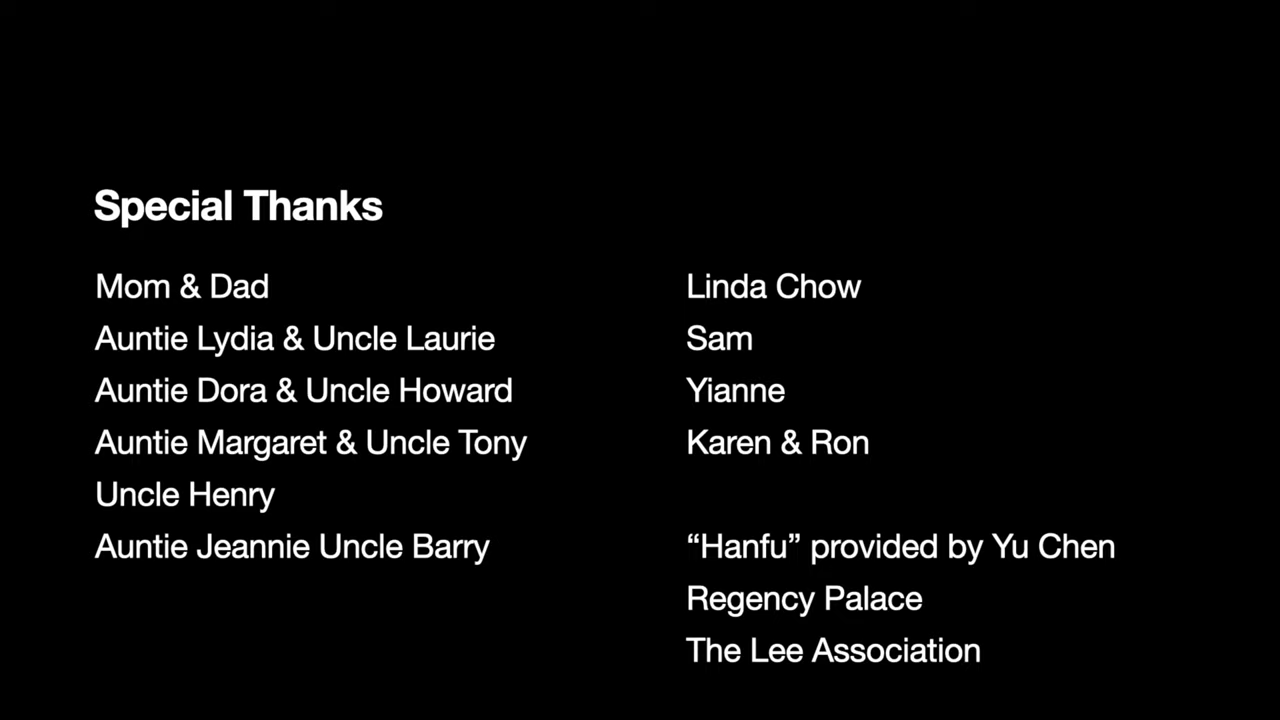 Special Thanks
Mom & Dad
Auntie Lydia & Uncle Laurie
Auntie Dora & Uncle Howard
Auntie Margaret & Uncle Tony
Uncle Henry
Auntie Jeannie Uncle Barry
Linda Chow
Sam
Yianne
Karen & Ron
“Hanfu” provided by Yu Chen
Regency Palace
The Lee Association